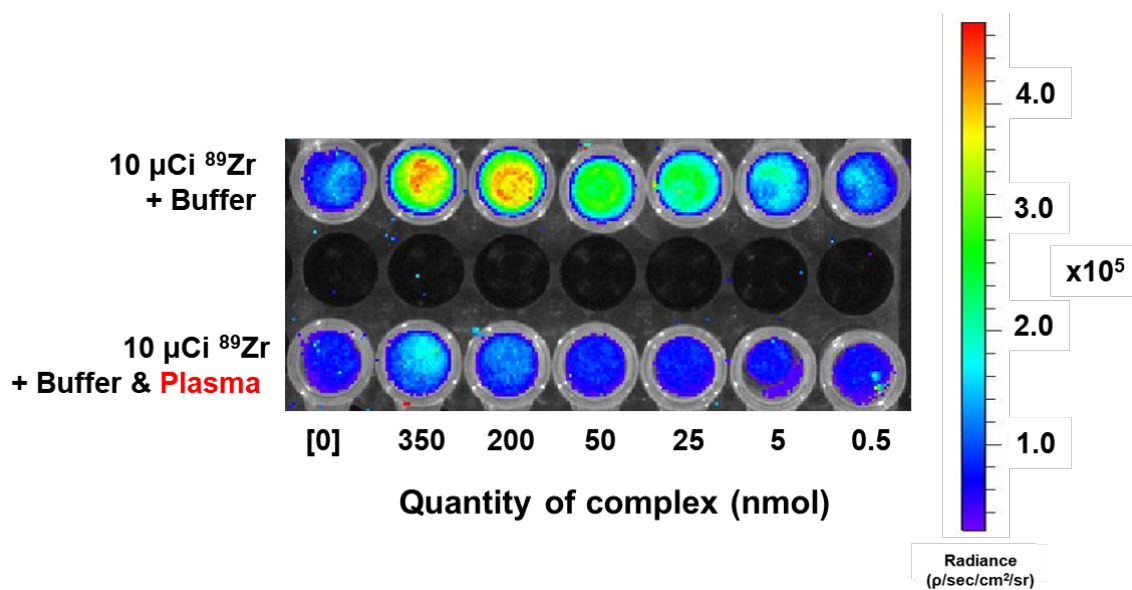 10 µCi ⁸⁹Zr
+ Buffer
10 µCi ⁸⁹Zr
+ Buffer & Plasma
[0] 350 200 50 25 5 0.5
Quantity of complex (nmol)
4.0
3.0
x10⁵
2.0
1.0
Radiance
(ρ/sec/cm²/sr)